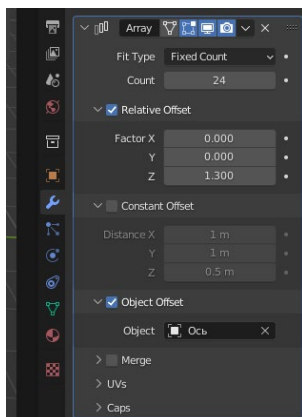 Array
Fit Type Fixed Count
Count 24
Relative Offset
Factor X 0.000
Y 0.000
Z 1.300
Constant Offset
Distance X 1 m
Y 1 m
Z 0.5 m
Object Offset
Object Ось
Merge
UVs
Caps